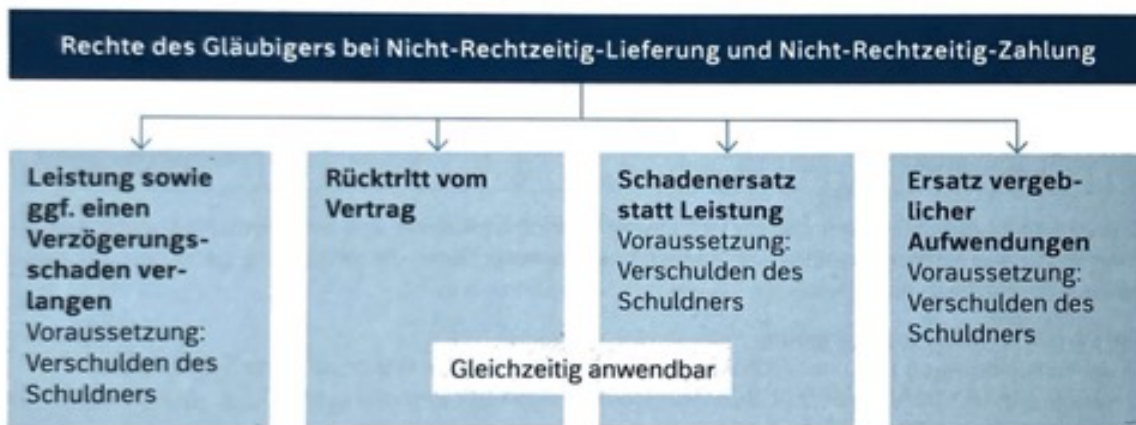 Rechte des Gläubigers bei Nicht-Rechtzeitig-Lieferung und Nicht-Rechtzeitig-Zahlung
Leistung sowie
ggf. einen
Verzögerungs-
schaden ver-
langen
Voraussetzung:
Verschulden des
Schuldners
Rücktritt vom
Vertrag
Schadenersatz
statt Leistung
Voraussetzung:
Verschulden des
Schuldners
Ersatz vergeb-
licher
Aufwendungen
Voraussetzung:
Verschulden des
Schuldners
Gleichzeitig anwendbar